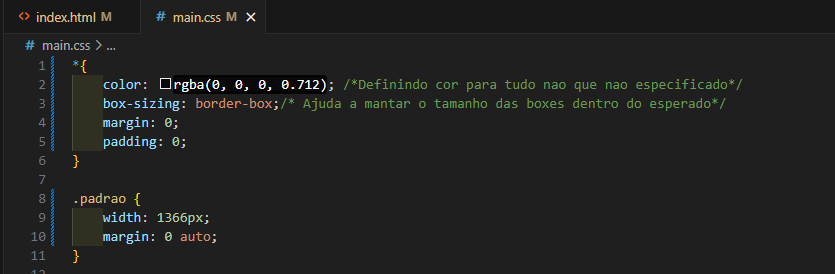 index.html M
main.css M
main.css > ...
1 *{
2 color: rgba(0, 0, 0, 0.712); /*Definindo cor para tudo nao que nao especificado*/
3 box-sizing: border-box;/* Ajuda a mantar o tamanho das boxes dentro do esperado*/
4 margin: 0;
5 padding: 0;
6 }
7
8 .padrao {
9 width: 1366px;
10 margin: 0 auto;
11 }
12